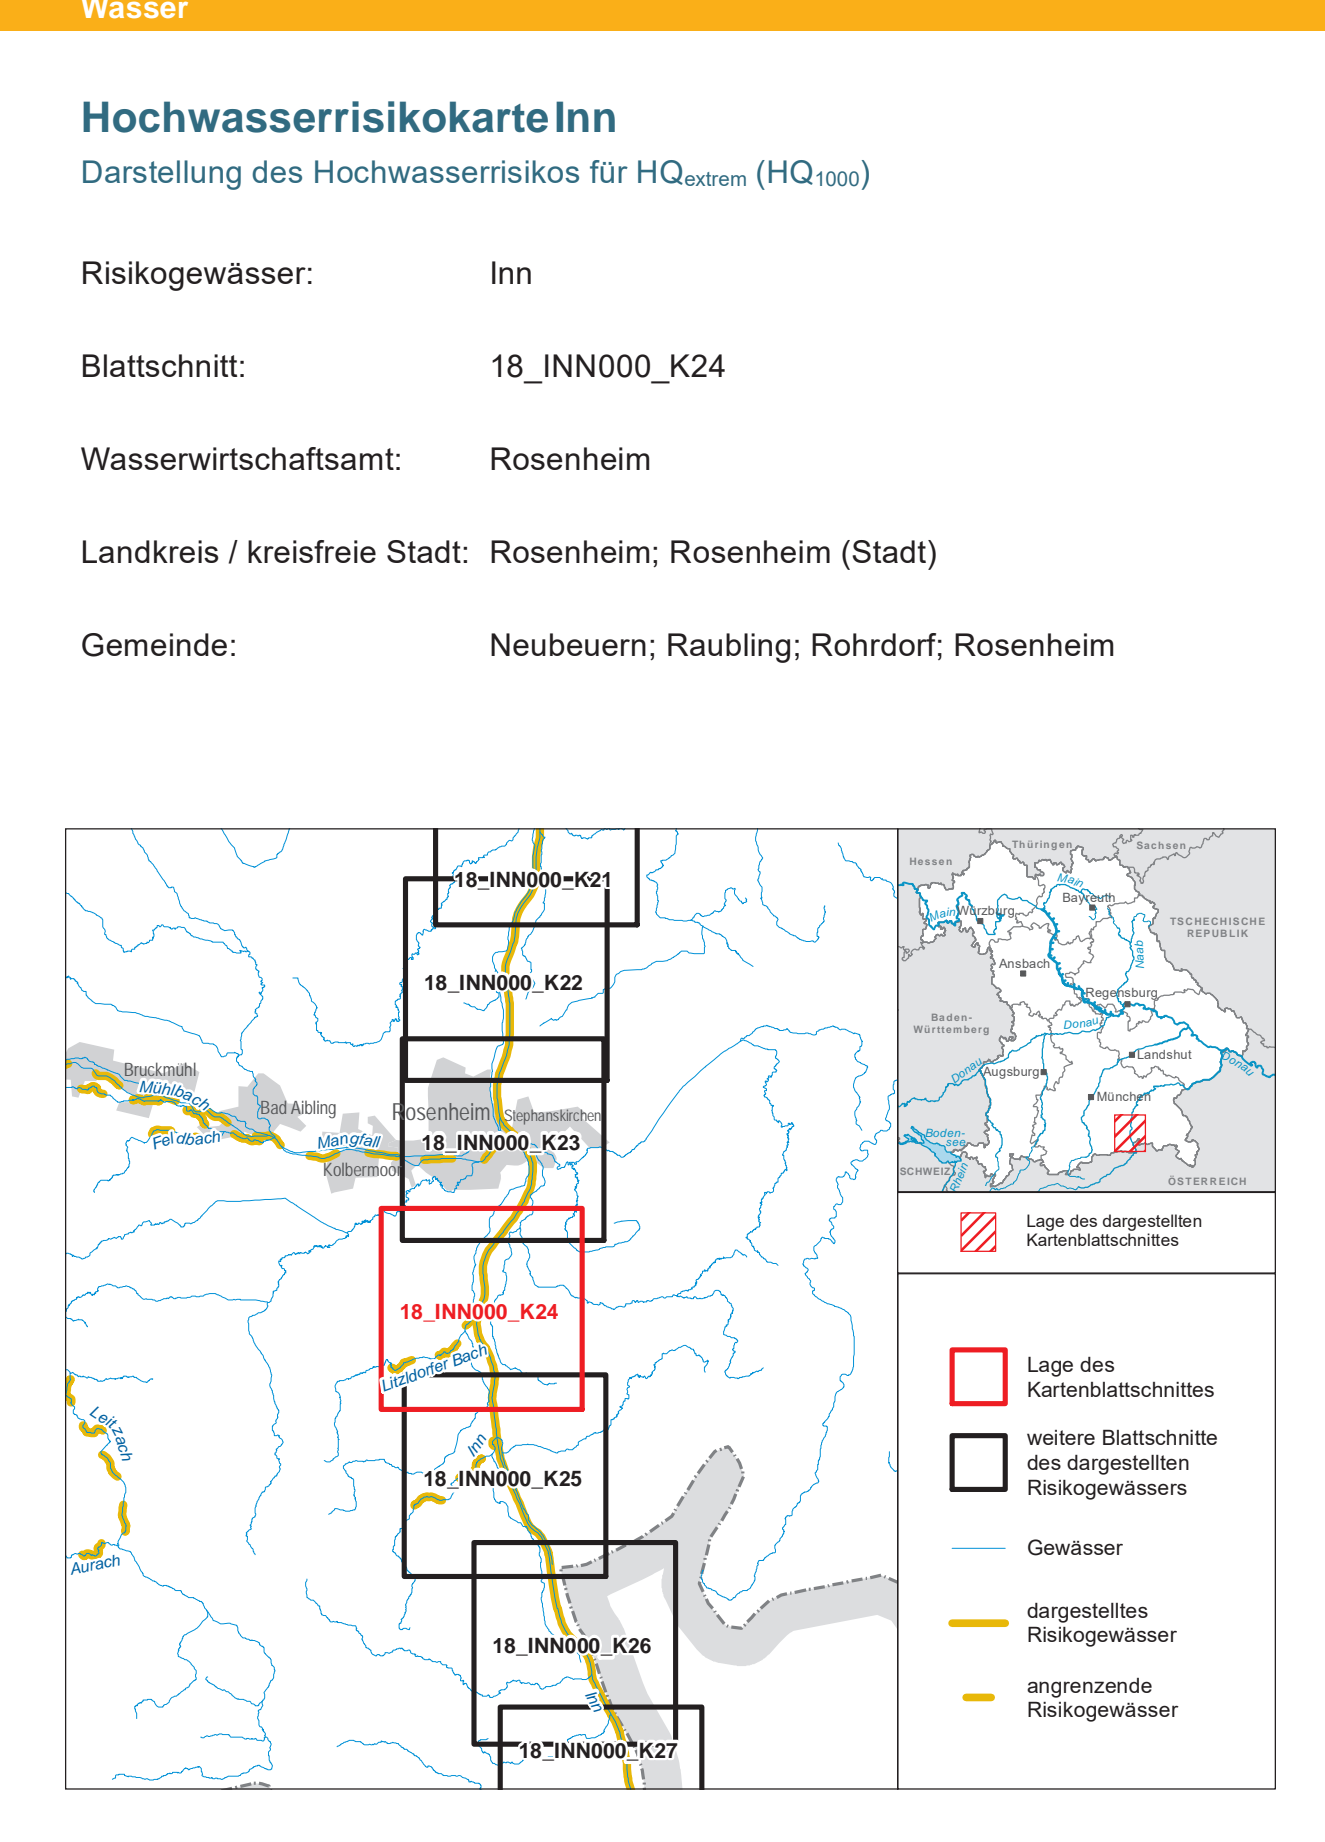 Wasser
Hochwasserrisikokarte Inn
Darstellung des Hochwasserrisikos für HQextrem (HQ1000)
Risikogewässer: Inn
Blattschnitt: 18_INN000_K24
Wasserwirtschaftsamt: Rosenheim
Landkreis / kreisfreie Stadt: Rosenheim; Rosenheim (Stadt)
Gemeinde: Neubeuern; Raubling; Rohrdorf; Rosenheim
18_INN000_K21
18_INN000_K22
Bruckmühl
Mühlbach
Bad Aibling
Rosenheim
Stephanskirchen
Feldbach
Mangfall
18_INN000_K23
Kolbermoor
18_INN000_K24
Litzldorfer Bach
Leitzach
Inn
18_INN000_K25
Aurach
18_INN000_K26
Inn
18_INN000_K27
Thüringen
Sachsen
Hessen
Main
Bayreuth
Main
Würzburg
TSCHECHISCHE
REPUBLIK
Naab
Ansbach
Regensburg
Baden-
Württemberg
Donau
Landshut
Donau
Donau
Augsburg
München
Boden-
see
SCHWEIZ
Rhein
ÖSTERREICH
Lage des dargestellten
Kartenblattschnittes
Lage des
Kartenblattschnittes
weitere Blattschnitte
des dargestellten
Risikogewässers
Gewässer
dargestelltes
Risikogewässer
angrenzende
Risikogewässer